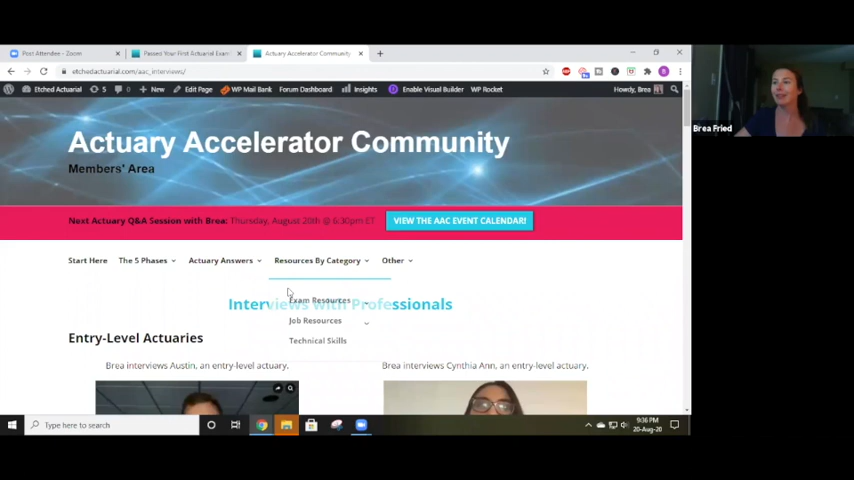 Post Attendee - Zoom
Passed Your First Actuarial Exam
Actuary Accelerator Community
etchedactuarial.com/aac_interviews/
Etched Actuarial 5 0 New Edit Page WP Mail Bank Forum Dashboard Insights Enable Visual Builder WP Rocket Howdy, Brea
Actuary Accelerator Community
Members' Area
Brea Fried
Next Actuary Q&A Session with Brea: Thursday, August 20th @ 6:30pm ET VIEW THE AAC EVENT CALENDAR!
Start Here The 5 Phases Actuary Answers Resources By Category Other
Exam Resources
Interviews with Professionals
Job Resources
Entry-Level Actuaries
Technical Skills
Brea interviews Austin, an entry-level actuary. Brea interviews Cynthia Ann, an entry-level actuary.
Type here to search
9:36 PM
20-Aug-20